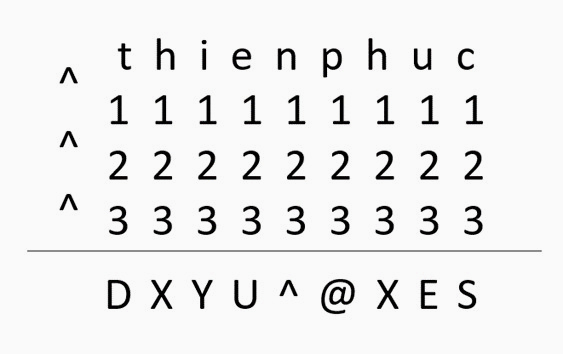 t h i e n p h u c
^
1 1 1 1 1 1 1 1 1
^
2 2 2 2 2 2 2 2 2
^
3 3 3 3 3 3 3 3 3
D X Y U ^ @ X E S